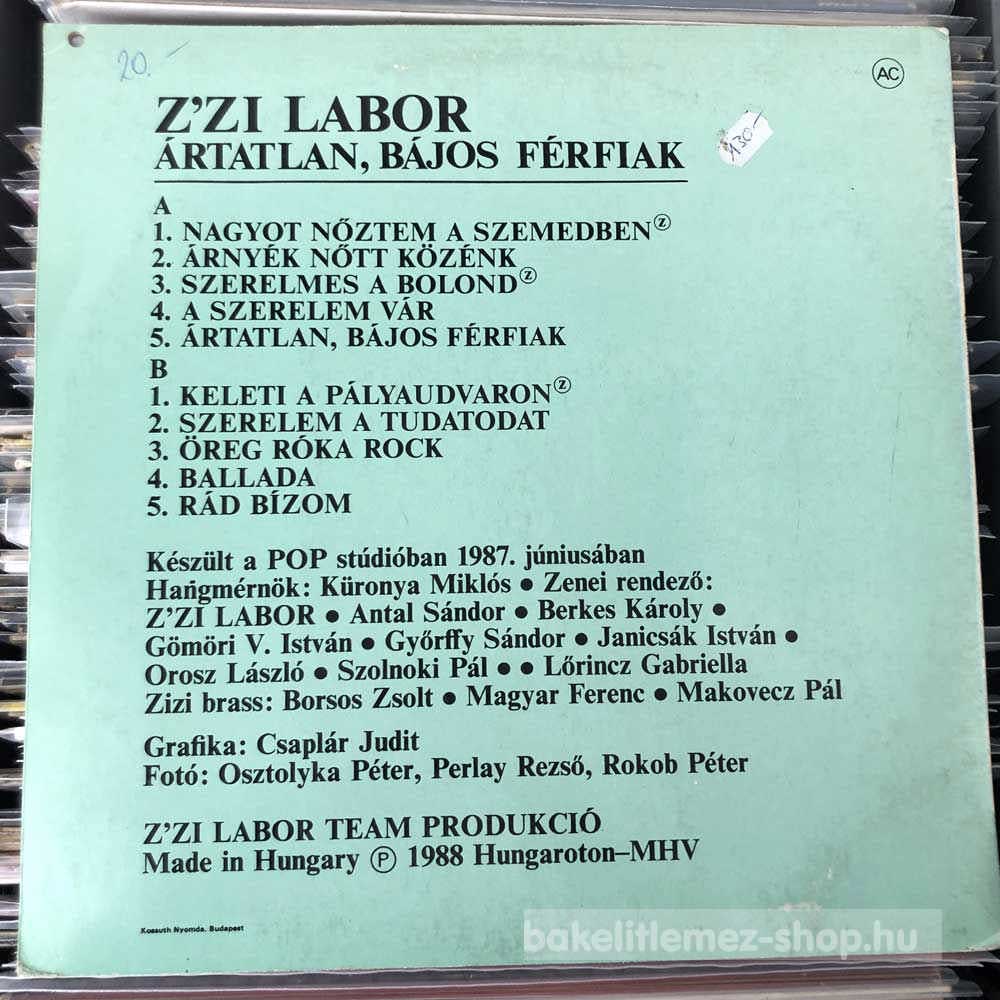 20.-
AC
Z'ZI LABOR
130-
ÁRTATLAN, BÁJOS FÉRFIAK
A
1. NAGYOT NŐZTEM A SZEMEDBEN Ⓩ
2. ÁRNYÉK NŐTT KÖZÉNK
3. SZERELMES A BOLOND Ⓩ
4. A SZERELEM VÁR
5. ÁRTATLAN, BÁJOS FÉRFIAK
B
1. KELETI A PÁLYAUDVARON Ⓩ
2. SZERELEM A TUDATODAT
3. ÖREG RÓKA ROCK
4. BALLADA
5. RÁD BÍZOM
Készült a POP stúdióban 1987. júniusában
Hangmérnök: Küronya Miklós ● Zenei rendező:
Z'ZI LABOR ● Antal Sándor ● Berkes Károly ●
Gömöri V. István ● Győrffy Sándor ● Janicsák István ●
Orosz László ● Szolnoki Pál ● ● Lőrincz Gabriella
Zizi brass: Borsos Zsolt ● Magyar Ferenc ● Makovecz Pál
Grafika: Csaplár Judit
Fotó: Osztolyka Péter, Perlay Rezső, Rokob Péter
Z'ZI LABOR TEAM PRODUKCIÓ
Made in Hungary Ⓟ 1988 Hungaroton–MHV
Kossuth Nyomda, Budapest
bakelitlemez-shop.hu